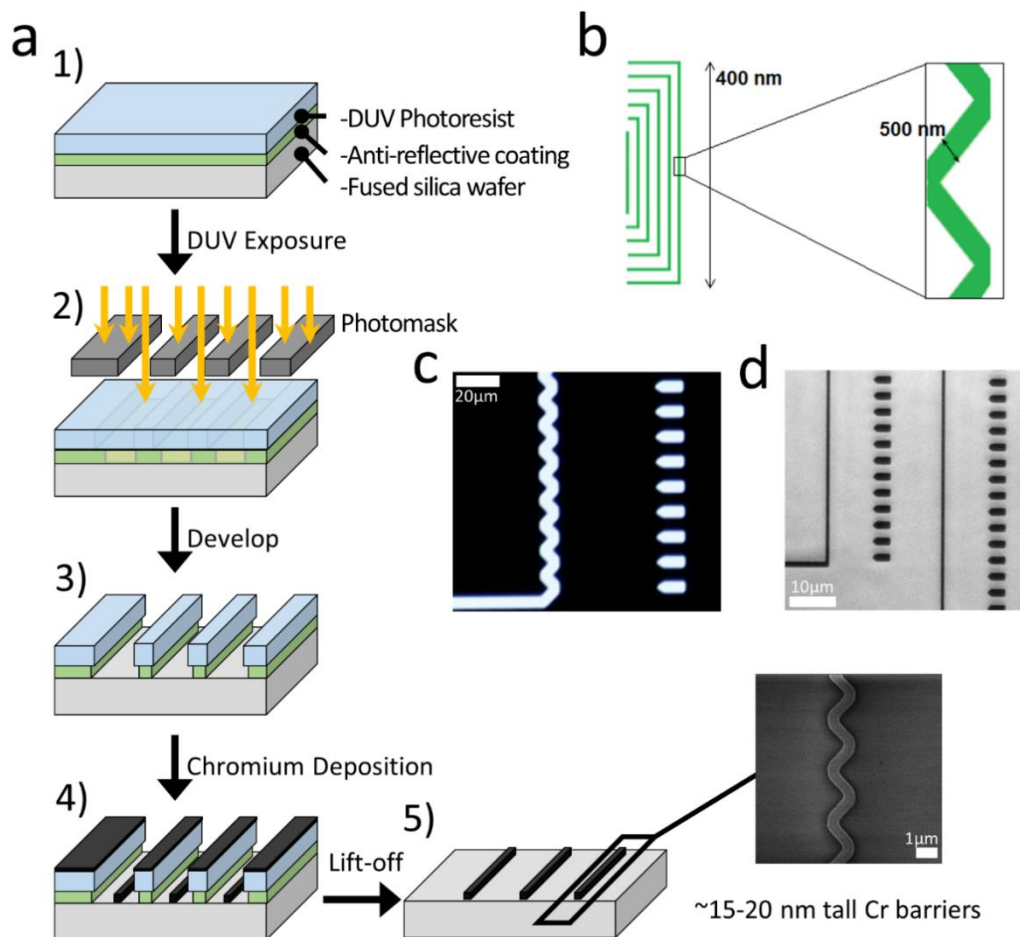 a
1)
-DUV Photoresist
-Anti-reflective coating
-Fused silica wafer
DUV Exposure
2)
Photomask
Develop
3)
Chromium Deposition
4)
Lift-off
5)
b
400 nm
500 nm
c
20μm
d
10μm
1μm
~15-20 nm tall Cr barriers